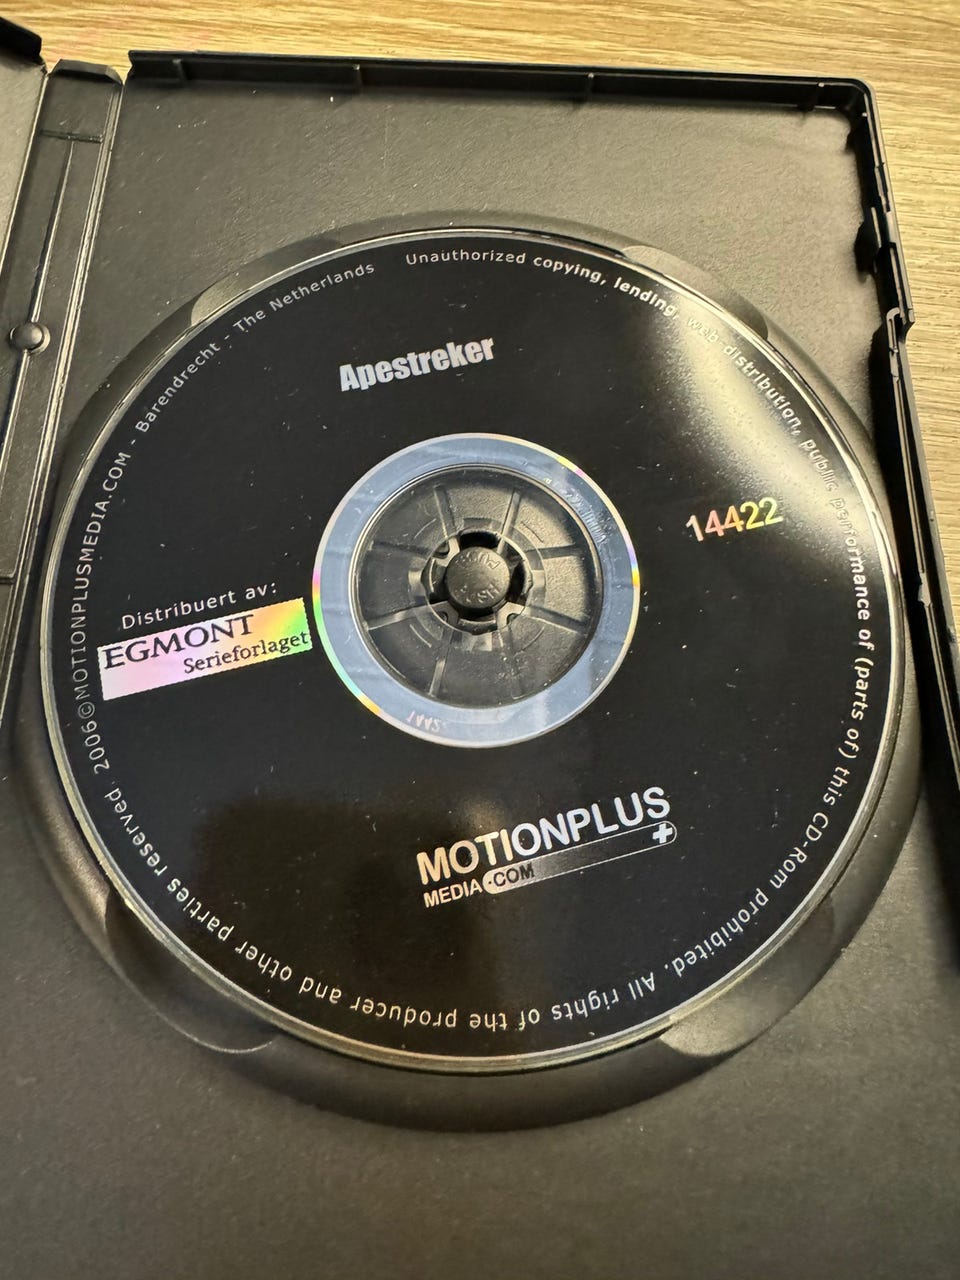 Unauthorized copying, lending, web distribution, public performance of (parts of) this CD-Rom prohibited. All rights of the producer and other parties reserved. 2006©MOTIONPLUSMEDIA.COM - Barendrecht - The Netherlands
Apestreker
14422
Distribuert av:
EGMONT
Serieforlaget
MOTIONPLUS
MEDIA.COM